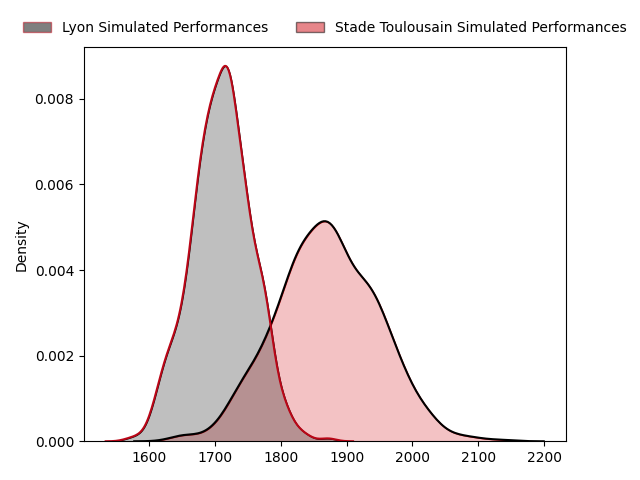 Lyon Simulated Performances
Stade Toulousain Simulated Performances
Density
0.008
0.006
0.004
0.002
0.000
1600 1700 1800 1900 2000 2100 2200